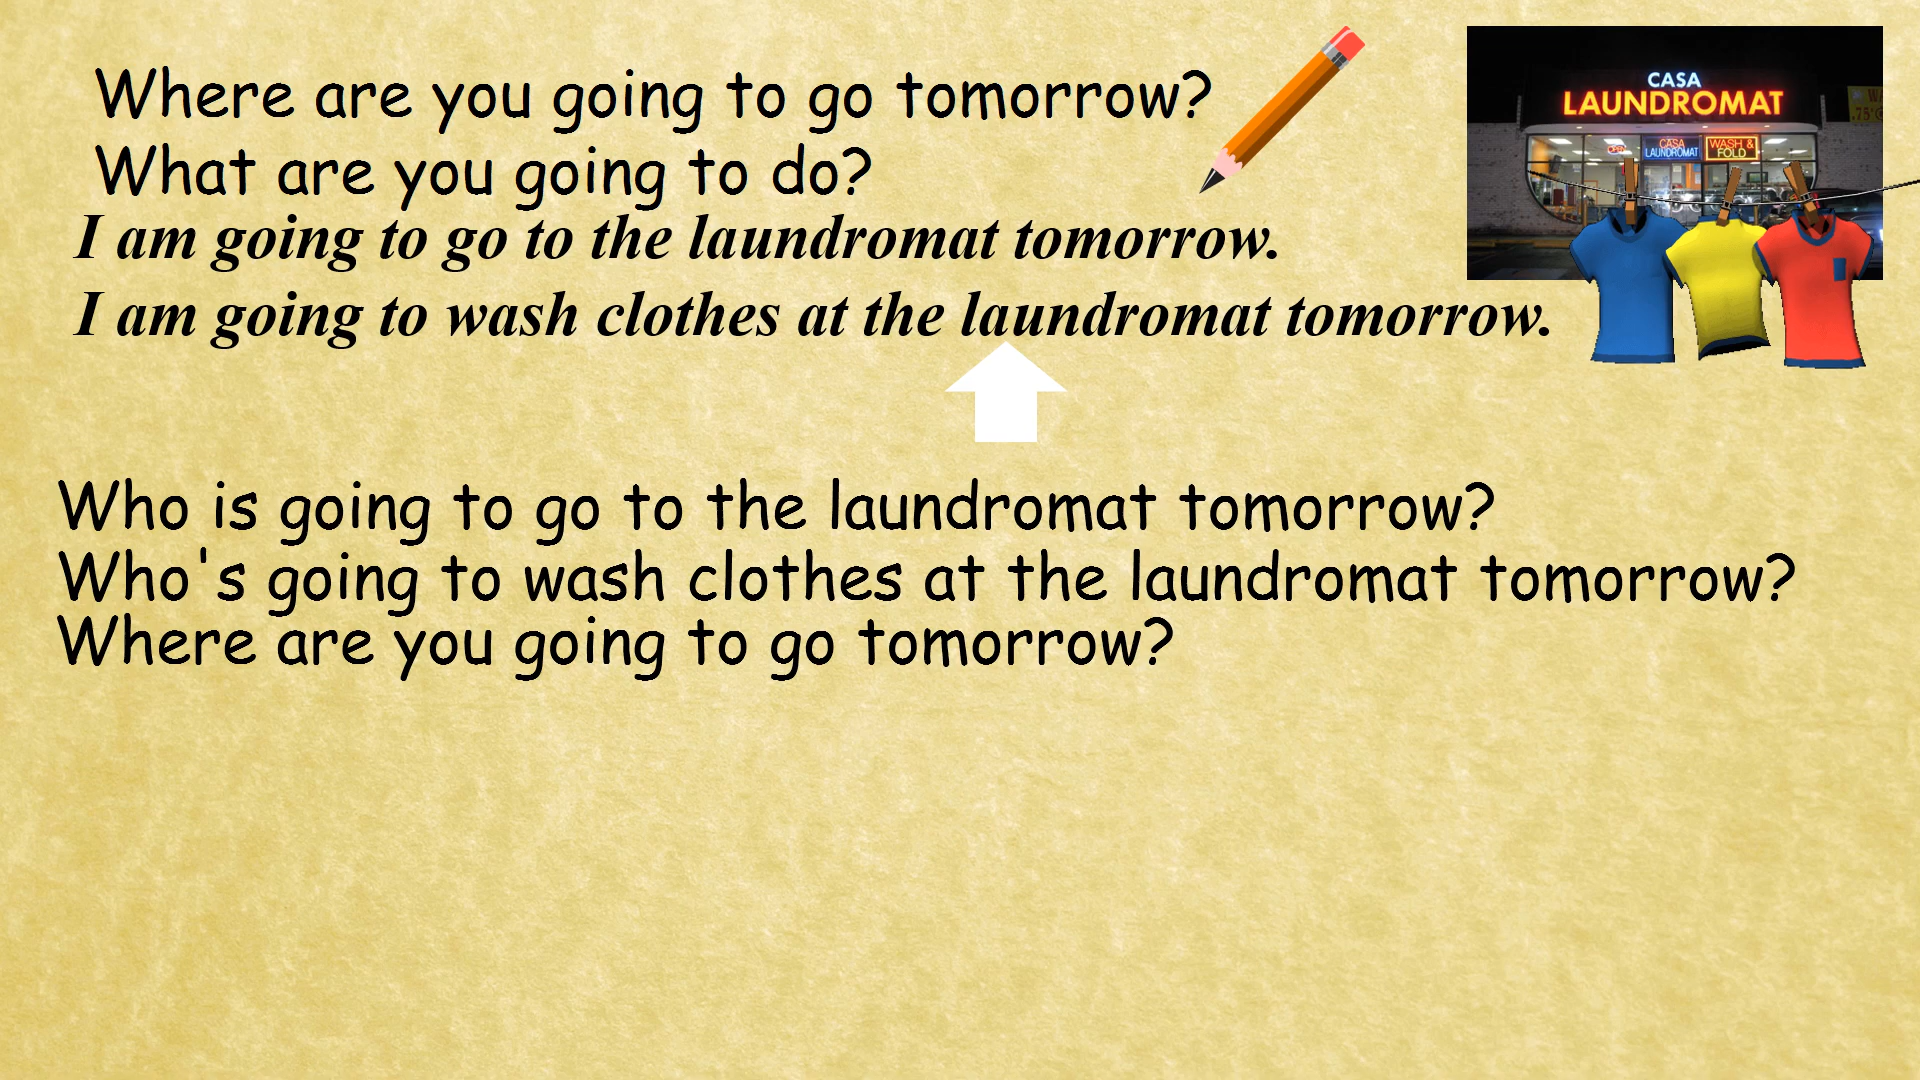 Where are you going to go tomorrow?
What are you going to do?
I am going to go to the laundromat tomorrow.
I am going to wash clothes at the laundromat tomorrow.
CASA
LAUNDROMAT
CASA
LAUNDROMAT
WASH &
FOLD
Who is going to go to the laundromat tomorrow?
Who's going to wash clothes at the laundromat tomorrow?
Where are you going to go tomorrow?